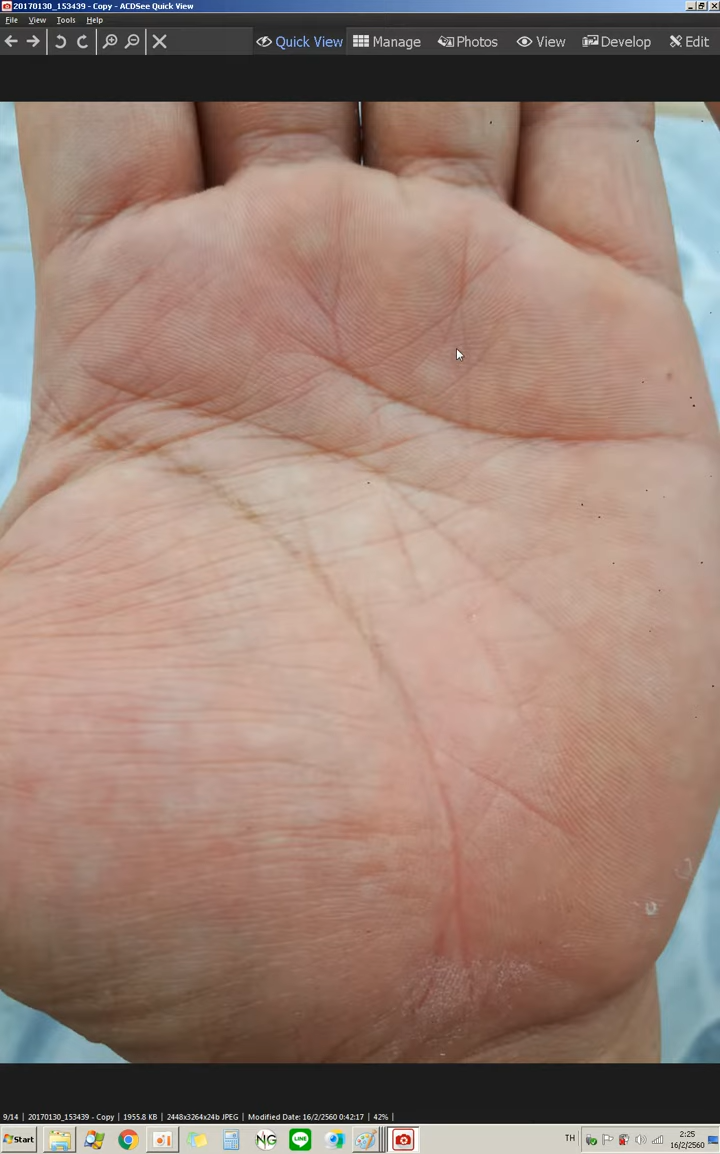 20170130_153439 - Copy - ACDSee Quick View
File View Tools Help
Quick View Manage Photos View Develop Edit
9/14 | 20170130_153439 - Copy | 1955.8 KB | 2448x3264x24b JPEG | Modified Date: 16/2/2560 0:42:17 | 42% |
Start NG LINE TH 2:25
16/2/2560